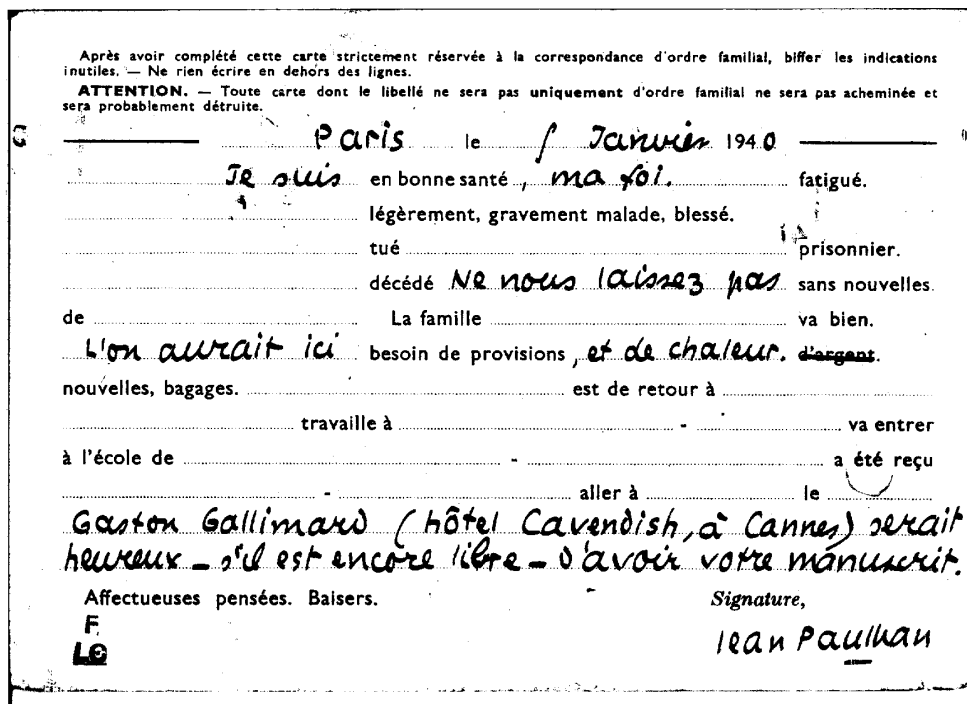 Après avoir complété cette carte strictement réservée à la correspondance d'ordre familial, biffer les indications
inutiles. — Ne rien écrire en dehors des lignes.
ATTENTION. — Toute carte dont le libellé ne sera pas uniquement d'ordre familial ne sera pas acheminée et
sera probablement détruite.
Paris le Janvier 1940
Je suis en bonne santé, ma foi. fatigué.
légèrement, gravement malade, blessé.
tué prisonnier.
décédé Ne nous laissez pas sans nouvelles.
de La famille va bien.
L'on aurait ici besoin de provisions, et de chaleur. d'argent.
nouvelles, bagages. est de retour à
travaille à - va entrer
à l'école de - a été reçu
- aller à le
Gaston Gallimard (hôtel Cavendish, à Cannes) serait
heureux – s'il est encore libre – d'avoir votre manuscrit.
Affectueuses pensées. Baisers. Signature,
F
Jean Paulhan